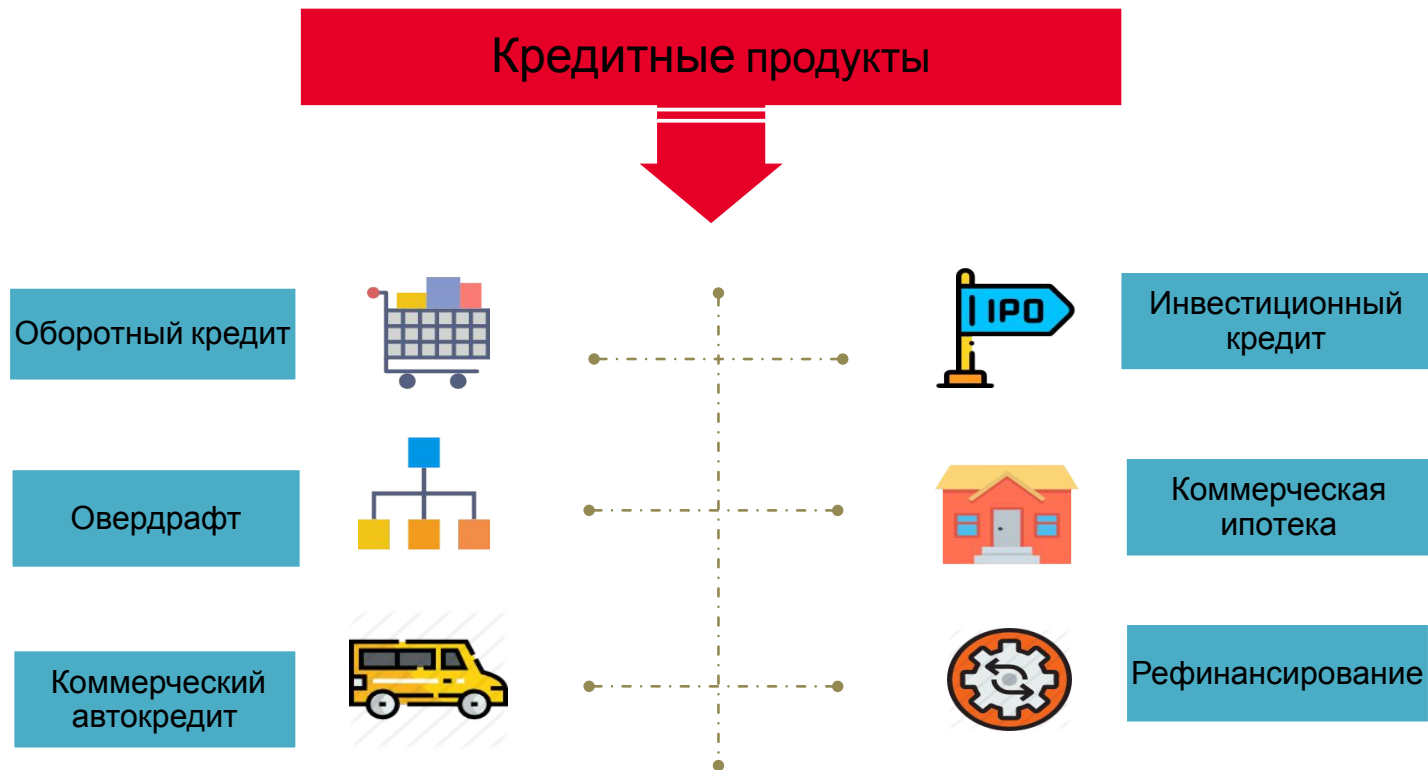 Кредитные продукты
Оборотный кредит
IPO
Инвестиционный
кредит
Овердрафт
Коммерческая
ипотека
Коммерческий
автокредит
Рефинансирование